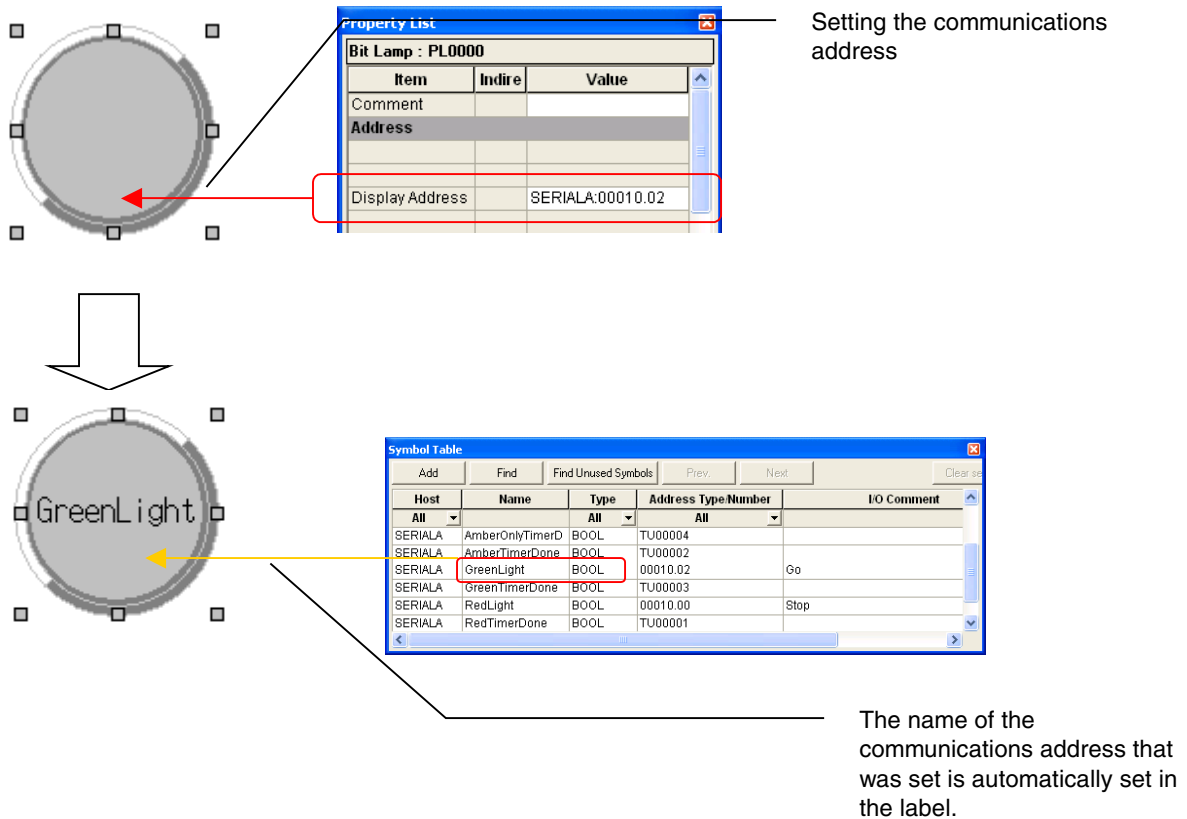 Property List
Bit Lamp : PL0000
Item Indire Value
Comment
Address
Display Address SERIALA:00010.02
Setting the communications
address
GreenLight
Symbol Table
Add Find Find Unused Symbols Prev. Next Clear se
Host Name Type Address Type/Number I/O Comment
All All All
SERIALA AmberOnlyTimerD BOOL TU00004
SERIALA AmberTimerDone BOOL TU00002
SERIALA GreenLight BOOL 00010.02 Go
SERIALA GreenTimerDone BOOL TU00003
SERIALA RedLight BOOL 00010.00 Stop
SERIALA RedTimerDone BOOL TU00001
The name of the
communications address that
was set is automatically set in
the label.